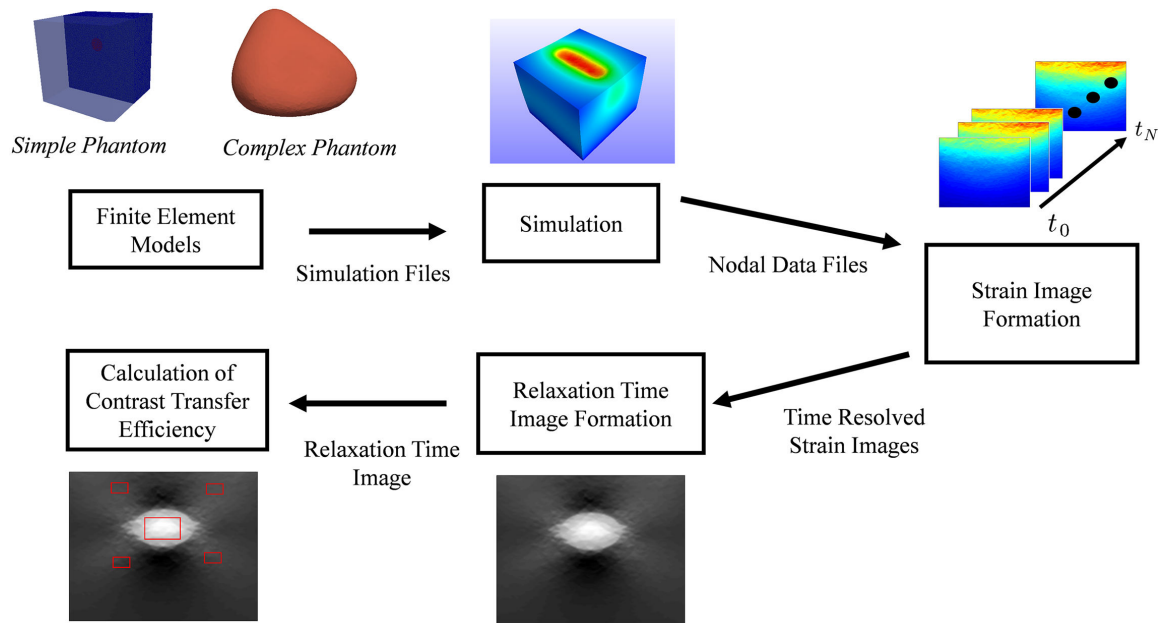 Simple Phantom
Complex Phantom
t_N
t_0
Finite Element
Models
Simulation Files
Simulation
Nodal Data Files
Strain Image
Formation
Time Resolved
Strain Images
Relaxation Time
Image Formation
Relaxation Time
Image
Calculation of
Contrast Transfer
Efficiency